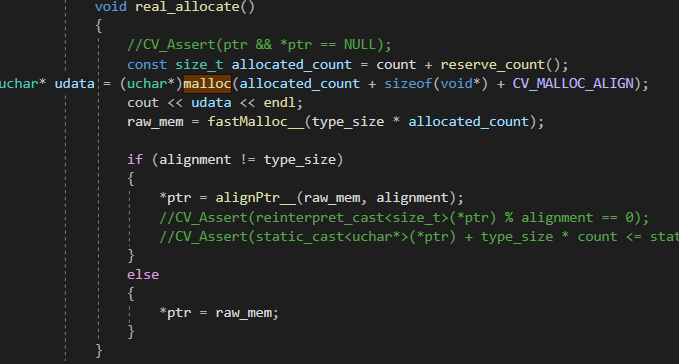 void real_allocate()
{
//CV_Assert(ptr && *ptr == NULL);
const size_t allocated_count = count + reserve_count();
uchar* udata = (uchar*)malloc(allocated_count + sizeof(void*) + CV_MALLOC_ALIGN);
cout << udata << endl;
raw_mem = fastMalloc__(type_size * allocated_count);
if (alignment != type_size)
{
*ptr = alignPtr__(raw_mem, alignment);
//CV_Assert(reinterpret_cast<size_t>(*ptr) % alignment == 0);
//CV_Assert(static_cast<uchar*>(*ptr) + type_size * count <= stat
}
else
{
*ptr = raw_mem;
}
}